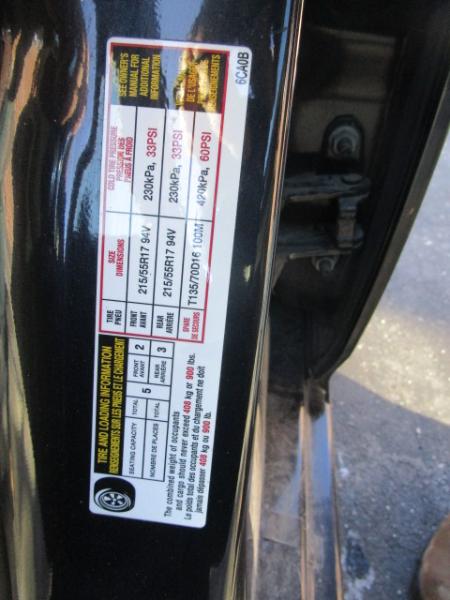 TIRE AND LOADING INFORMATION
RENSEIGNEMENTS SUR LES PNEUS ET LE CHARGEMENT
SEATING CAPACITY TOTAL 5 FRONT AVANT 2 REAR ARRIÈRE 3
NOMBRE DE PLACES TOTAL
The combined weight of occupants
and cargo should never exceed 408 kg or 900 lbs.
Le poids total des occupants et du chargement ne doit
jamais dépasser 408 kg ou 900 lb.
TIRE PNEU SIZE DIMENSIONS COLD TIRE PRESSURE PRESSION DES PNEUS À FROID
FRONT AVANT 215/55R17 94V 230kPa, 33PSI
REAR ARRIÈRE 215/55R17 94V 230kPa, 33PSI
SPARE DE SECOURS T135/70D16 100M 420kPa, 60PSI
SEE OWNER'S
MANUAL FOR
ADDITIONAL
INFORMATION
DE L'USAGER
RENSEIGNEMENTS
6CA0B